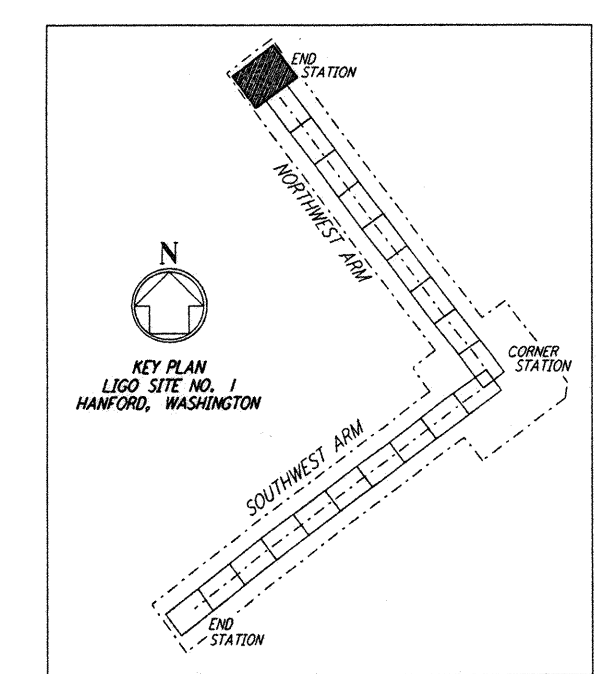 END
STATION
NORTHWEST ARM
N
KEY PLAN
LIGO SITE NO. 1
HANFORD, WASHINGTON
CORNER
STATION
SOUTHWEST ARM
END
STATION